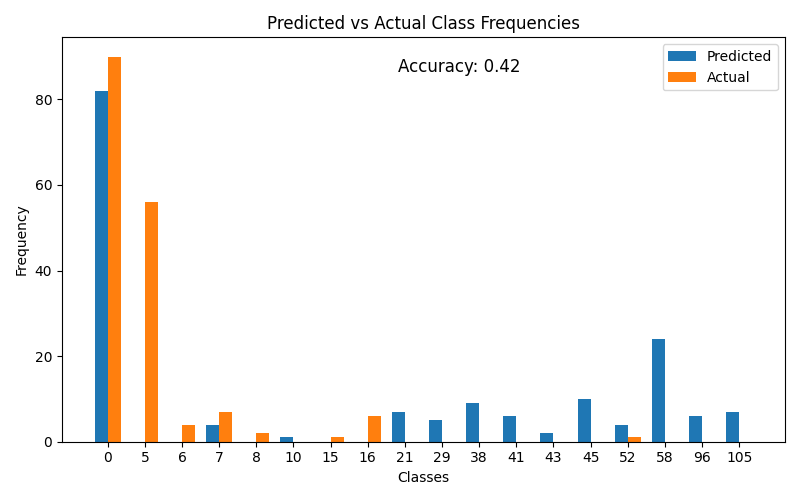 Predicted vs Actual Class Frequencies
Accuracy: 0.42
Predicted
Actual
Frequency
80
60
40
20
0
0 5 6 7 8 10 15 16 21 29 38 41 43 45 52 58 96 105
Classes